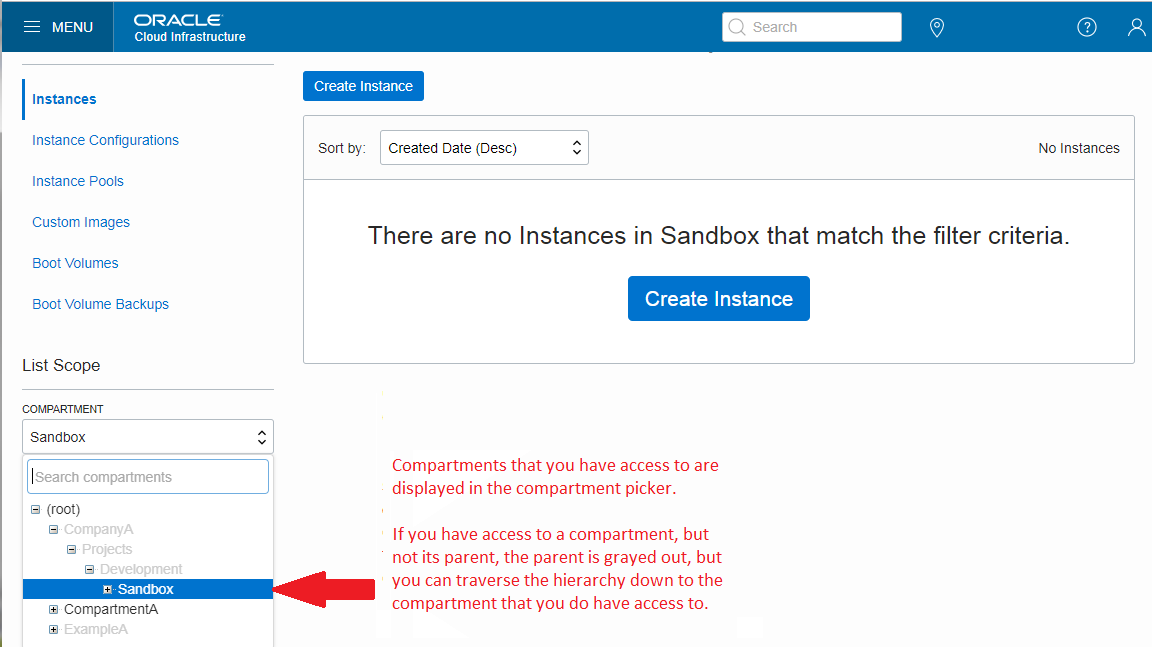 MENU
ORACLE
Cloud Infrastructure
Search
Instances
Instance Configurations
Instance Pools
Custom Images
Boot Volumes
Boot Volume Backups
List Scope
COMPARTMENT
Sandbox
Search compartments
(root)
CompanyA
Projects
Development
Sandbox
CompartmentA
ExampleA
Create Instance
Sort by:
Created Date (Desc)
No Instances
There are no Instances in Sandbox that match the filter criteria.
Create Instance
Compartments that you have access to are
displayed in the compartment picker.
If you have access to a compartment, but
not its parent, the parent is grayed out, but
you can traverse the hierarchy down to the
compartment that you do have access to.